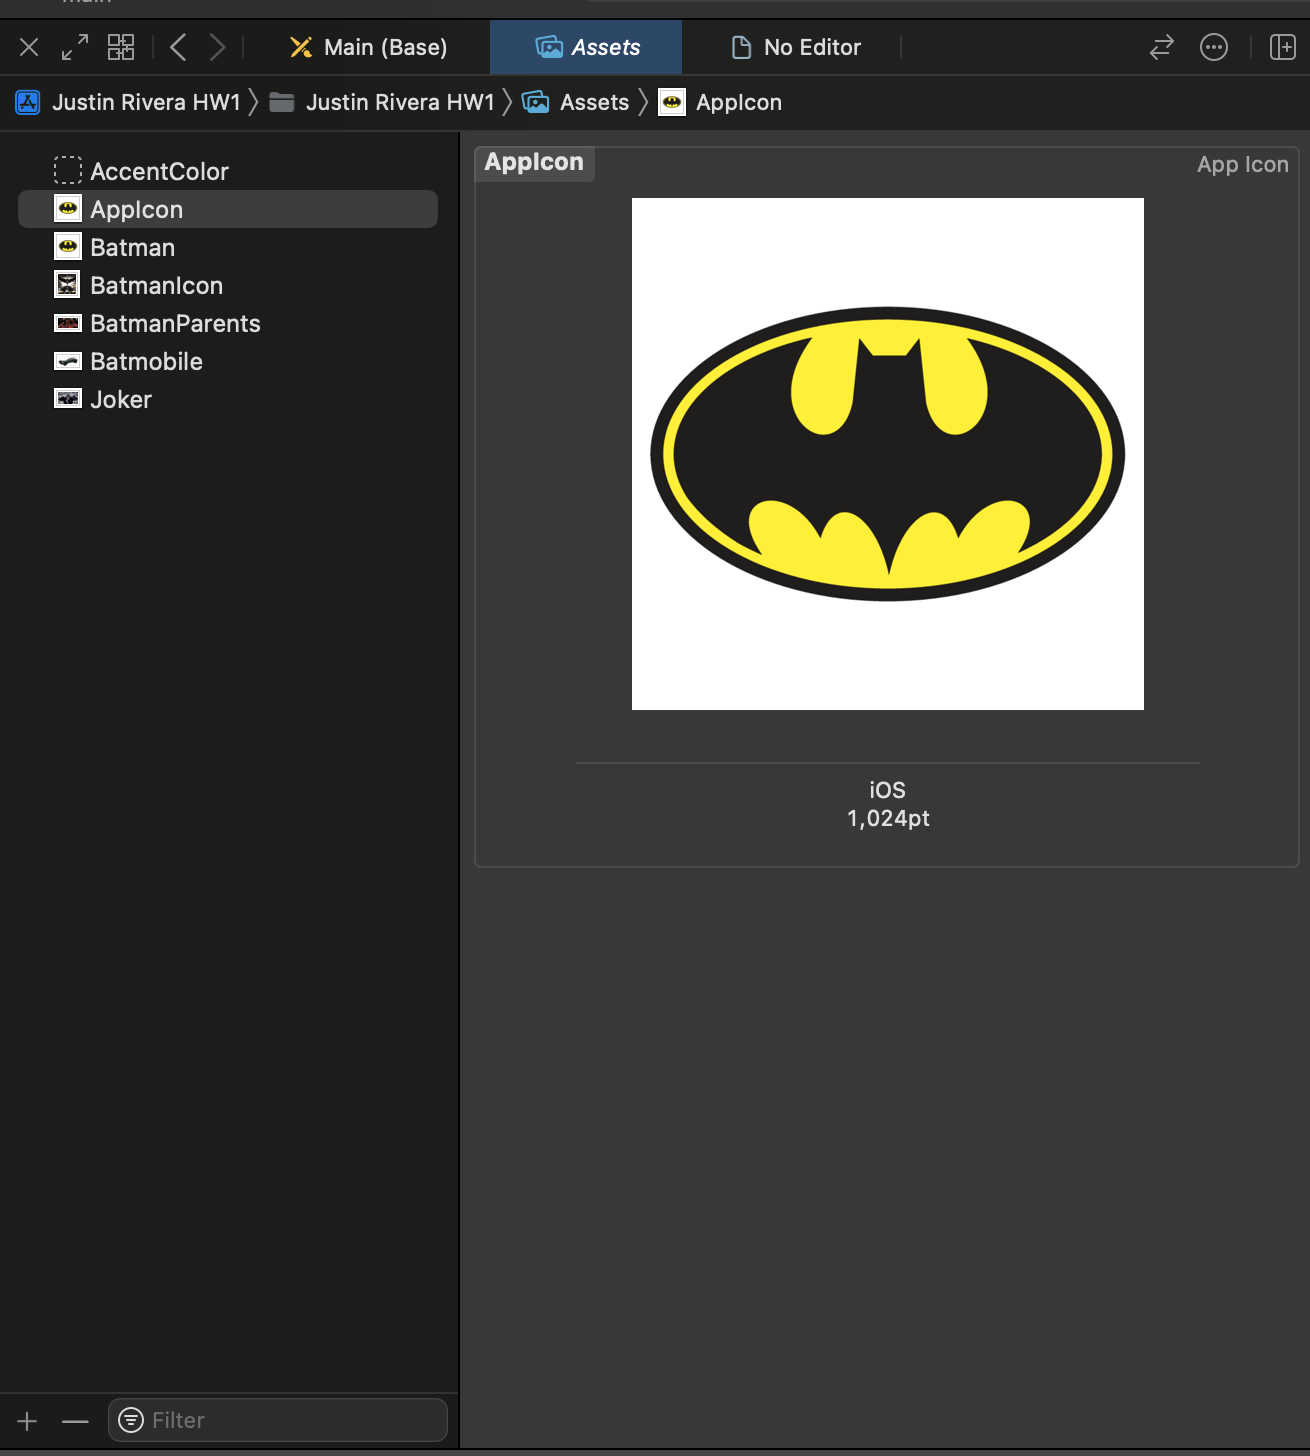 main
Main (Base)
Assets
No Editor
Justin Rivera HW1
Justin Rivera HW1
Assets
AppIcon
AccentColor
AppIcon
Batman
BatmanIcon
BatmanParents
Batmobile
Joker
AppIcon
App Icon
iOS
1,024pt
Filter